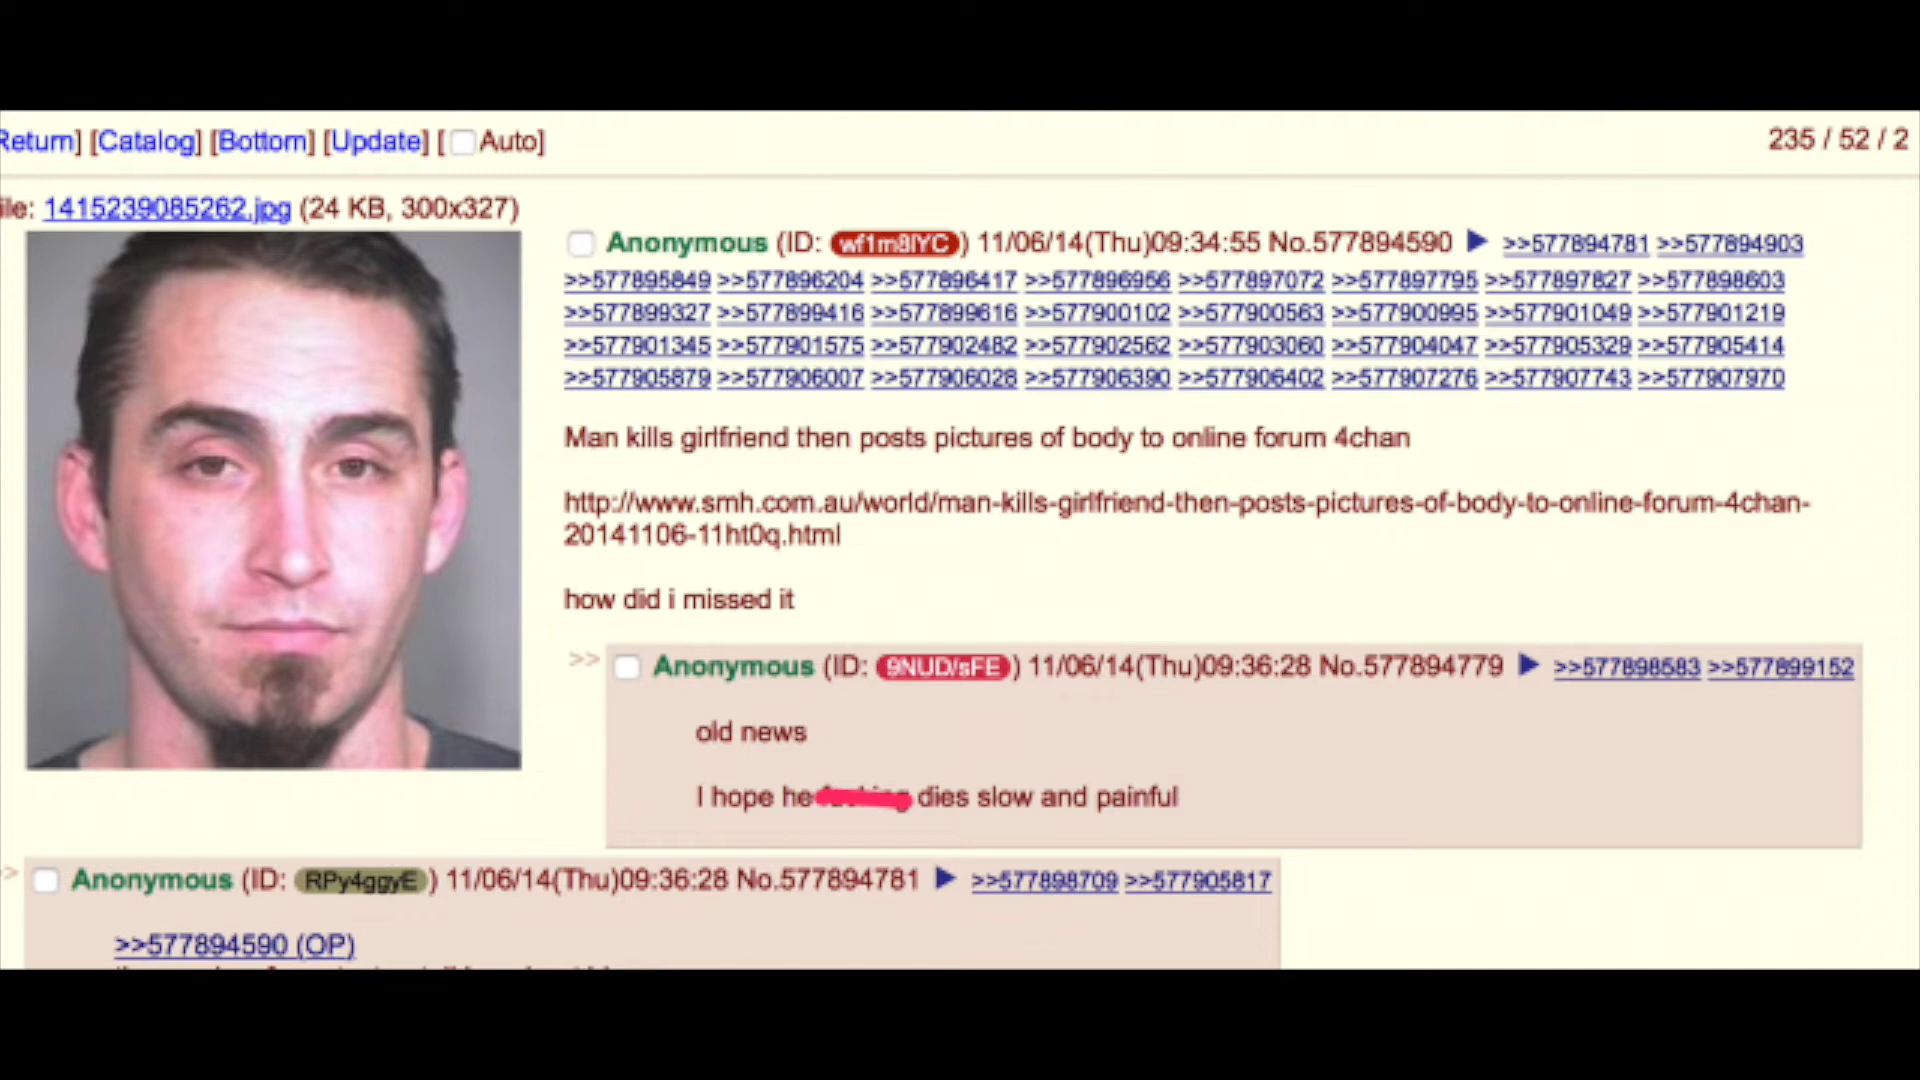 Return] [Catalog] [Bottom] [Update] [ Auto]
235 / 52 / 2
ile: 1415239085262.jpg (24 KB, 300x327)
Anonymous (ID: wf1m8lYC) 11/06/14(Thu)09:34:55 No.577894590 ▶ >>577894781 >>577894903
>>577895849 >>577896204 >>577896417 >>577896956 >>577897072 >>577897795 >>577897827 >>577898603
>>577899327 >>577899416 >>577899616 >>577900102 >>577900563 >>577900995 >>577901049 >>577901219
>>577901345 >>577901575 >>577902482 >>577902562 >>577903060 >>577904047 >>577905329 >>577905414
>>577905879 >>577906007 >>577906028 >>577906390 >>577906402 >>577907276 >>577907743 >>577907970
Man kills girlfriend then posts pictures of body to online forum 4chan
http://www.smh.com.au/world/man-kills-girlfriend-then-posts-pictures-of-body-to-online-forum-4chan-
20141106-11ht0q.html
how did i missed it
>> Anonymous (ID: 9NUD/sFE) 11/06/14(Thu)09:36:28 No.577894779 ▶ >>577898583 >>577899152
old news
I hope he dies slow and painful
> Anonymous (ID: RPy4ggyE) 11/06/14(Thu)09:36:28 No.577894781 ▶ >>577898709 >>577905817
>>577894590 (OP)